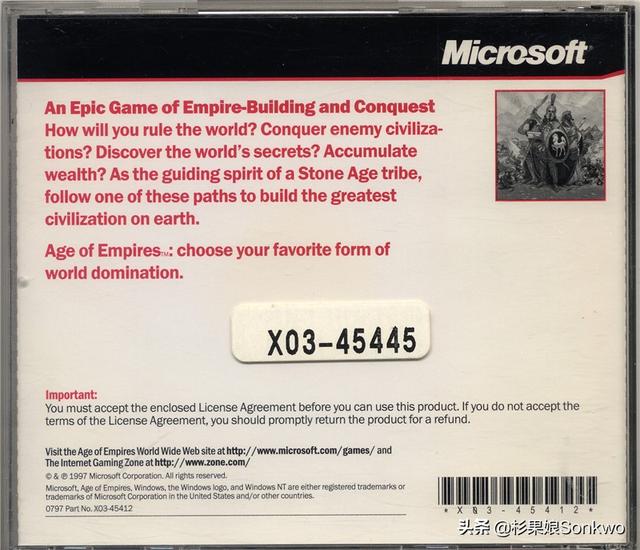 Microsoft
An Epic Game of Empire-Building and Conquest
How will you rule the world? Conquer enemy civiliza-
tions? Discover the world's secrets? Accumulate
wealth? As the guiding spirit of a Stone Age tribe,
follow one of these paths to build the greatest
civilization on earth.
Age of Empires™: choose your favorite form of
world domination.
X03-45445
Important:
You must accept the enclosed License Agreement before you can use this product. If you do not accept the
terms of the License Agreement, you should promptly return the product for a refund.
Visit the Age of Empires World Wide Web site at http://www.microsoft.com/games/ and
The Internet Gaming Zone at http://www.zone.com/
© & ℗ 1997 Microsoft Corporation. All rights reserved.
Microsoft, Age of Empires, Windows, the Windows logo, and Windows NT are either registered trademarks or
trademarks of Microsoft Corporation in the United States and/or other countries.
0797 Part No. X03-45412
*X03-45412*
头条 @杉果娘Sonkwo